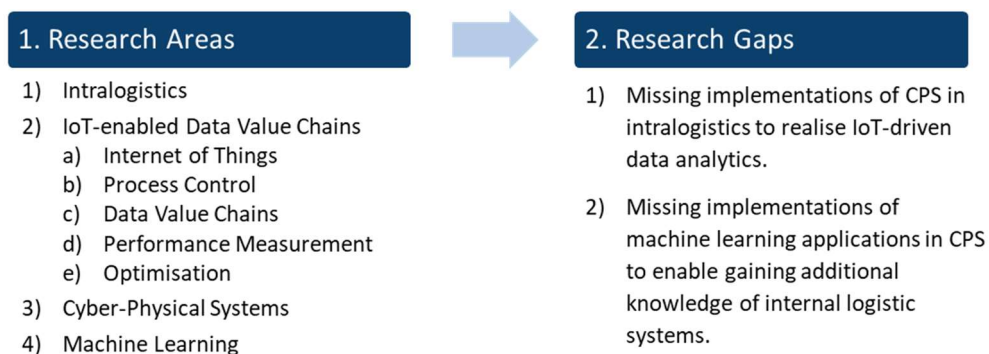 1. Research Areas
1) Intralogistics
2) IoT-enabled Data Value Chains
a) Internet of Things
b) Process Control
c) Data Value Chains
d) Performance Measurement
e) Optimisation
3) Cyber-Physical Systems
4) Machine Learning
2. Research Gaps
1) Missing implementations of CPS in
intralogistics to realise IoT-driven
data analytics.
2) Missing implementations of
machine learning applications in CPS
to enable gaining additional
knowledge of internal logistic
systems.